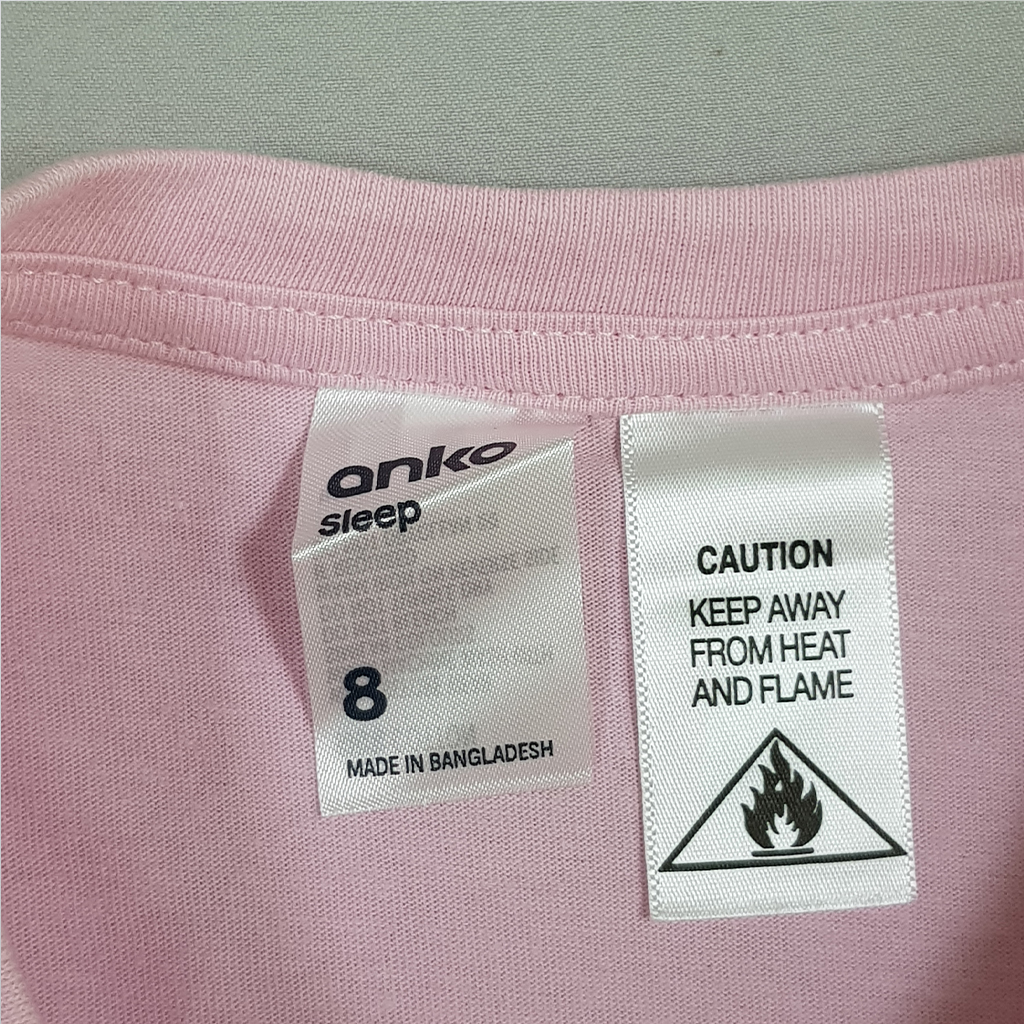 anko
sleep
8
MADE IN BANGLADESH
CAUTION
KEEP AWAY
FROM HEAT
AND FLAME